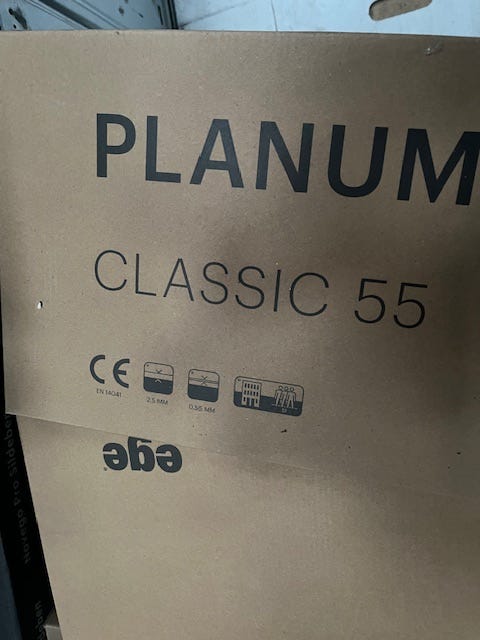 PLANUM
CLASSIC 55
CE
EN 14041
2.5 MM
0.55 MM
ege